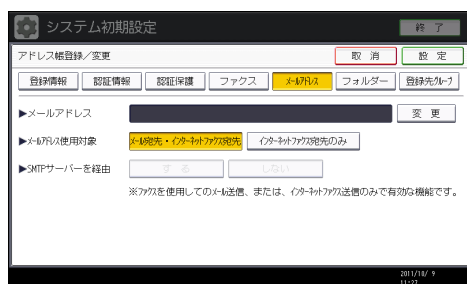 システム初期設定 終 了
アドレス帳登録／変更 取 消 設 定
登録情報 認証情報 認証保護 ファクス ﾒｰﾙｱﾄﾞﾚｽ フォルダー 登録先ｸﾞﾙｰﾌﾟ
▶メールアドレス 変 更
▶ﾒｰﾙｱﾄﾞﾚｽ使用対象 ﾒｰﾙ宛先・ｲﾝﾀｰﾈｯﾄﾌｧｸｽ宛先 ｲﾝﾀｰﾈｯﾄﾌｧｸｽ宛先のみ
▶SMTPサーバーを経由 す る しない
※ﾌｧｸｽを使用してのﾒｰﾙ送信、または、ｲﾝﾀｰﾈｯﾄﾌｧｸｽ送信のみで有効な機能です。
2011/10/ 9
11:27